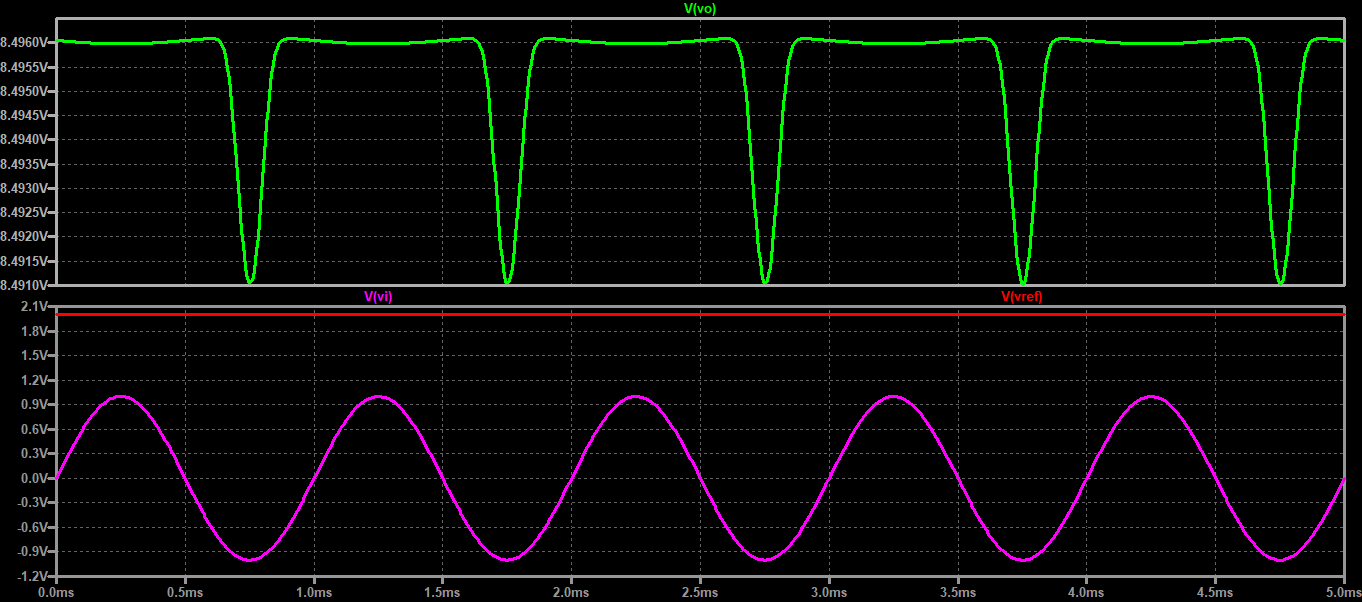 V(vo)
8.4960V
8.4955V
8.4950V
8.4945V
8.4940V
8.4935V
8.4930V
8.4925V
8.4920V
8.4915V
8.4910V
V(vi) V(vref)
2.1V
1.8V
1.5V
1.2V
0.9V
0.6V
0.3V
0.0V
-0.3V
-0.6V
-0.9V
-1.2V
0.0ms 0.5ms 1.0ms 1.5ms 2.0ms 2.5ms 3.0ms 3.5ms 4.0ms 4.5ms 5.0ms